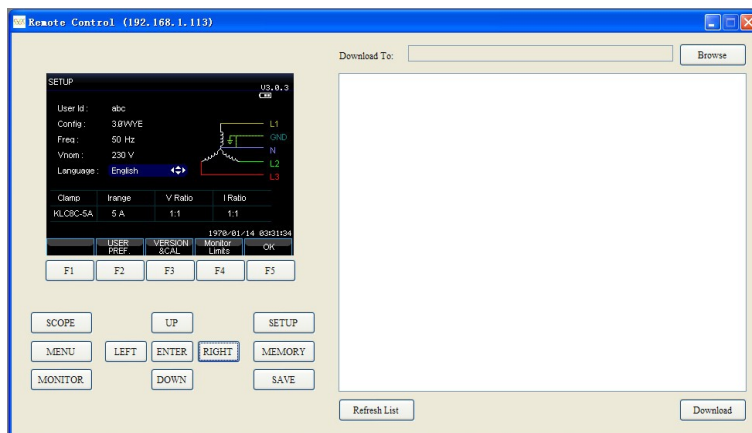 Remote Control (192.168.1.113)
Download To:
Browse
SETUP
V3.0.3
User Id : abc
Config : 3ØWYE
Freq : 50 Hz
Vnom : 230 V
Language : English
L1
GND
N
L2
L3
Clamp Irange V Ratio I Ratio
KLC8C-5A 5 A 1:1 1:1
1970/01/14 03:31:34
USER PREF. VERSION &CAL Monitor Limits OK
F1 F2 F3 F4 F5
SCOPE UP SETUP
MENU LEFT ENTER RIGHT MEMORY
MONITOR DOWN SAVE
Refresh List
Download